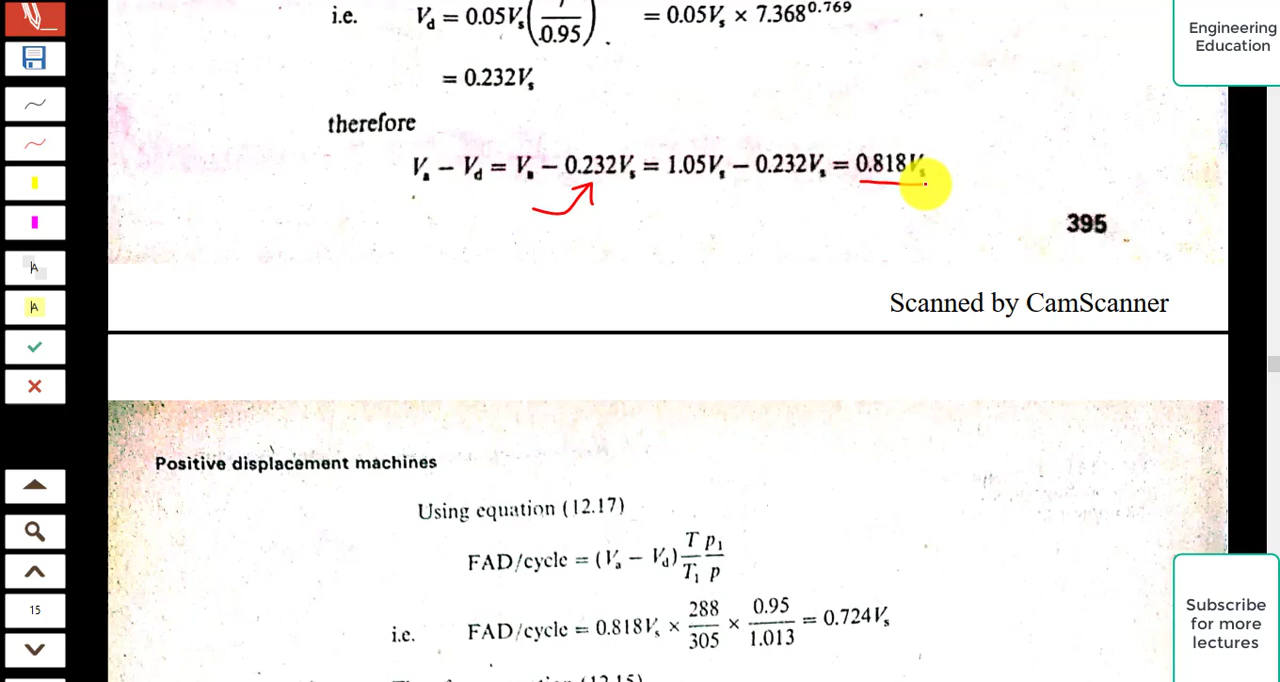 i.e. V_d = 0.05V_s(7/0.95) = 0.05V_s × 7.368^0.769
= 0.232V_s
therefore
V_a − V_d = V_a − 0.232V_s = 1.05V_s − 0.232V_s = 0.818V_s
395
Scanned by CamScanner
Positive displacement machines
Using equation (12.17)
FAD/cycle = (V_a − V_d) T/T_1 p_1/p
i.e. FAD/cycle = 0.818V_s × 288/305 × 0.95/1.013 = 0.724V_s
Engineering
Education
15
Subscribe
for more
lectures